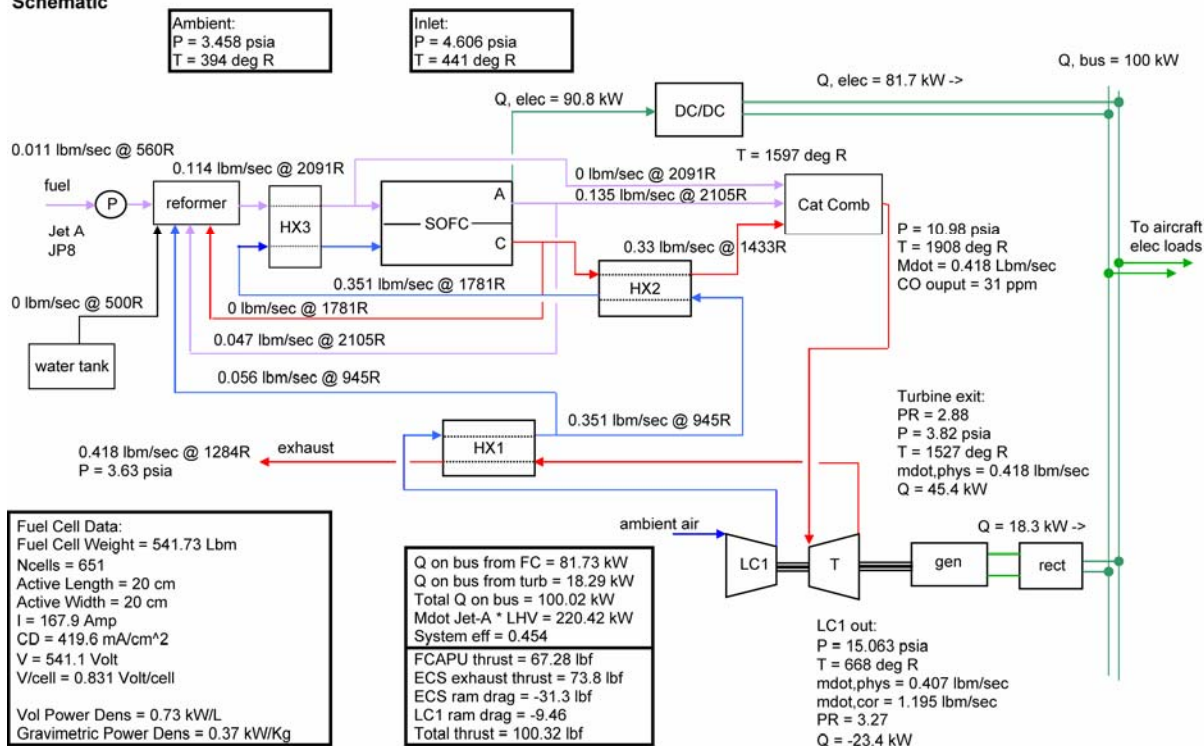 Schematic
Ambient:
P = 3.458 psia
T = 394 deg R
Inlet:
P = 4.606 psia
T = 441 deg R
Q, bus = 100 kW
Q, elec = 81.7 kW ->
Q, elec = 90.8 kW
DC/DC
T = 1597 deg R
0.011 lbm/sec @ 560R
0.114 lbm/sec @ 2091R
0 lbm/sec @ 2091R
fuel
P
reformer
HX3
A
SOFC
C
0.135 lbm/sec @ 2105R
Cat Comb
Jet A
JP8
To aircraft
elec loads
P = 10.98 psia
T = 1908 deg R
Mdot = 0.418 Lbm/sec
CO ouput = 31 ppm
0.33 lbm/sec @ 1433R
HX2
0.351 lbm/sec @ 1781R
0 lbm/sec @ 500R
0 lbm/sec @ 1781R
0.047 lbm/sec @ 2105R
water tank
0.056 lbm/sec @ 945R
0.351 lbm/sec @ 945R
HX1
0.418 lbm/sec @ 1284R
P = 3.63 psia
exhaust
Turbine exit:
PR = 2.88
P = 3.82 psia
T = 1527 deg R
mdot,phys = 0.418 lbm/sec
Q = 45.4 kW
ambient air
LC1
T
gen
Q = 18.3 kW ->
rect
Fuel Cell Data:
Fuel Cell Weight = 541.73 Lbm
Ncells = 651
Active Length = 20 cm
Active Width = 20 cm
I = 167.9 Amp
CD = 419.6 mA/cm^2
V = 541.1 Volt
V/cell = 0.831 Volt/cell
Vol Power Dens = 0.73 kW/L
Gravimetric Power Dens = 0.37 kW/Kg
Q on bus from FC = 81.73 kW
Q on bus from turb = 18.29 kW
Total Q on bus = 100.02 kW
Mdot Jet-A * LHV = 220.42 kW
System eff = 0.454
FCAPU thrust = 67.28 lbf
ECS exhaust thrust = 73.8 lbf
ECS ram drag = -31.3 lbf
LC1 ram drag = -9.46
Total thrust = 100.32 lbf
LC1 out:
P = 15.063 psia
T = 668 deg R
mdot,phys = 0.407 lbm/sec
mdot,cor = 1.195 lbm/sec
PR = 3.27
Q = -23.4 kW